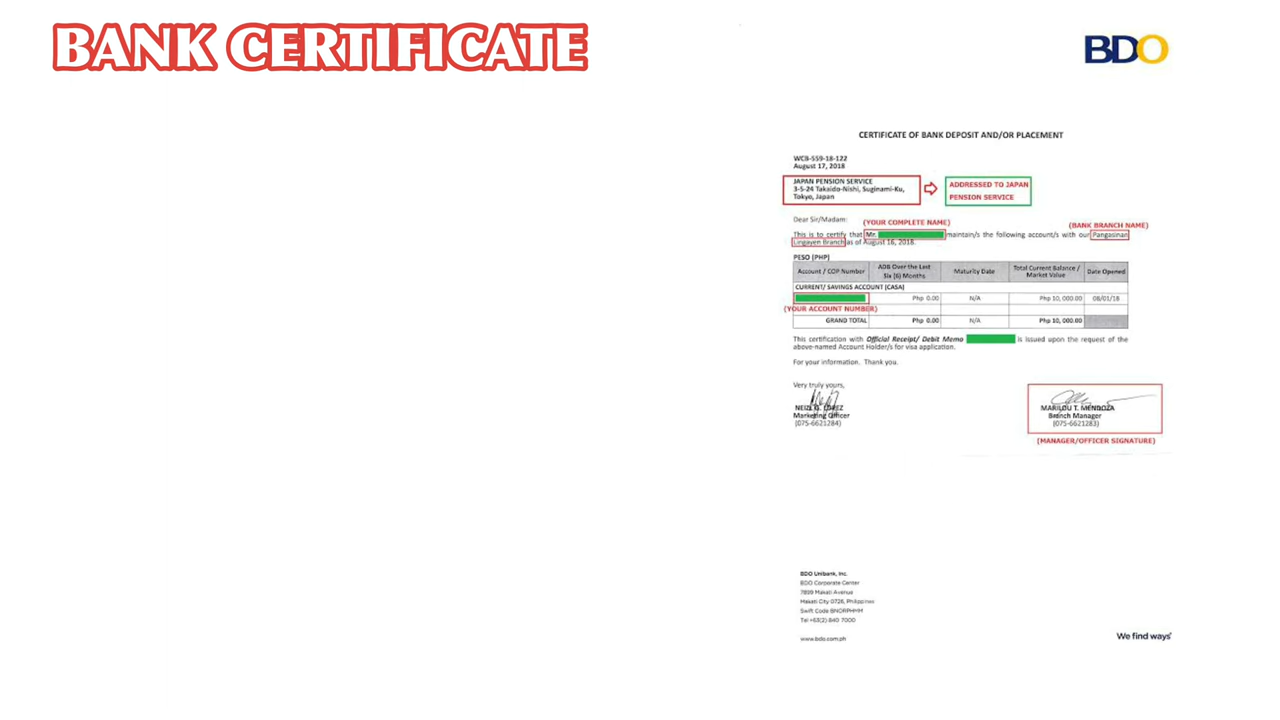 BANK CERTIFICATE
BDO
CERTIFICATE OF BANK DEPOSIT AND/OR PLACEMENT
WCB-559-18-122
August 17, 2018
JAPAN PENSION SERVICE
3-5-24 Takaido-Nishi, Suginami-Ku,
Tokyo, Japan
ADDRESSED TO JAPAN
PENSION SERVICE
Dear Sir/Madam:
(YOUR COMPLETE NAME)
(BANK BRANCH NAME)
This is to certify that Mr. maintain/s the following account/s with our Pangasinan
Lingayen Branch as of August 16, 2018.
PESO (PHP)
Account / COP Number ADB Over the Last Six (6) Months Maturity Date Total Current Balance / Market Value Date Opened
CURRENT/ SAVINGS ACCOUNT (CASA)
Php 0.00 N/A Php 10, 000.00 08/01/18
(YOUR ACCOUNT NUMBER)
GRAND TOTAL Php 0.00 N/A Php 10, 000.00
This certification with Official Receipt/ Debit Memo is issued upon the request of the
above-named Account Holder/s for visa application.
For your information. Thank you.
Very truly yours,
NEIZL G. LOPEZ
Marketing Officer
(075-6621284)
MARILOU T. MENDOZA
Branch Manager
(075-6621283)
(MANAGER/OFFICER SIGNATURE)
BDO Unibank, Inc.
BDO Corporate Center
7899 Makati Avenue
Makati City 0726, Philippines
Swift Code BNORPHMM
Tel +63(2) 840 7000
www.bdo.com.ph
We find ways